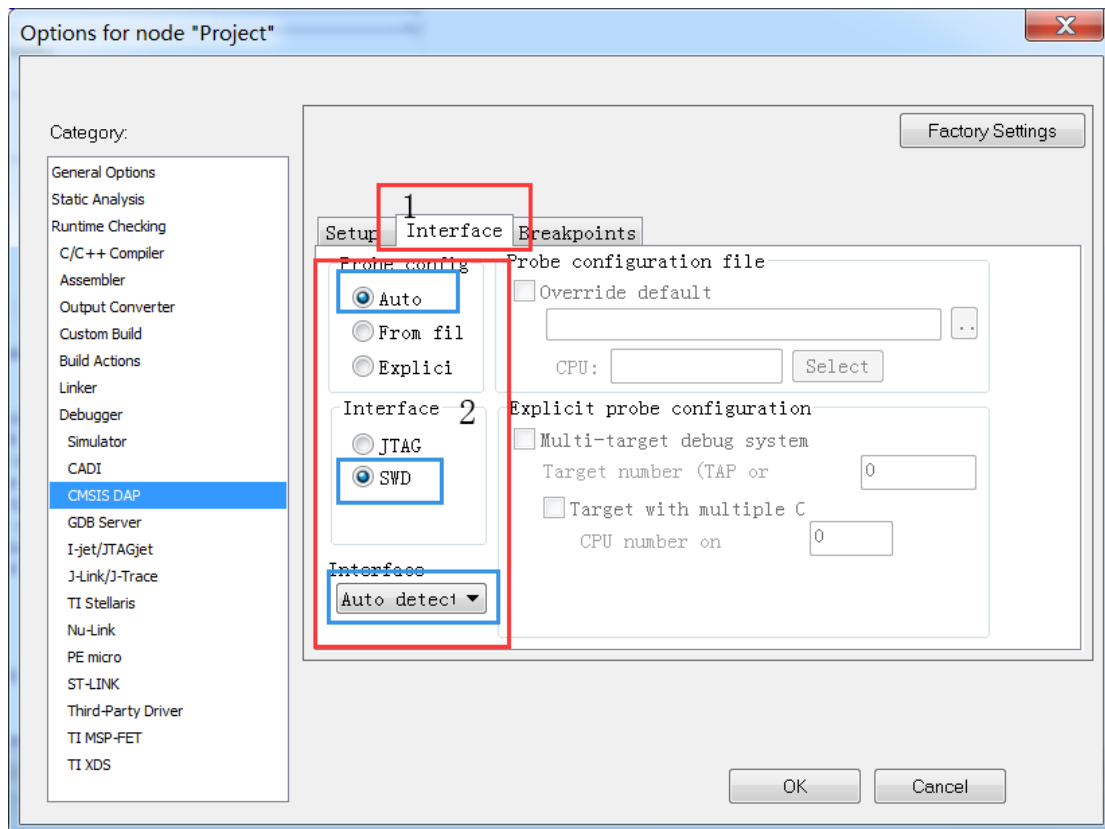 Options for node "Project"
Category:
Factory Settings
General Options
Static Analysis
Runtime Checking
C/C++ Compiler
Assembler
Output Converter
Custom Build
Build Actions
Linker
Debugger
Simulator
CADI
CMSIS DAP
GDB Server
I-jet/JTAGjet
J-Link/J-Trace
TI Stellaris
Nu-Link
PE micro
ST-LINK
Third-Party Driver
TI MSP-FET
TI XDS
1
Setup Interface Breakpoints
Probe config
Auto
From fil
Explici
Probe configuration file
Override default
..
CPU: Select
Interface 2
JTAG
SWD
Explicit probe configuration
Multi-target debug system
Target number (TAP or 0
Target with multiple C
CPU number on 0
Interface
Auto detect
OK Cancel